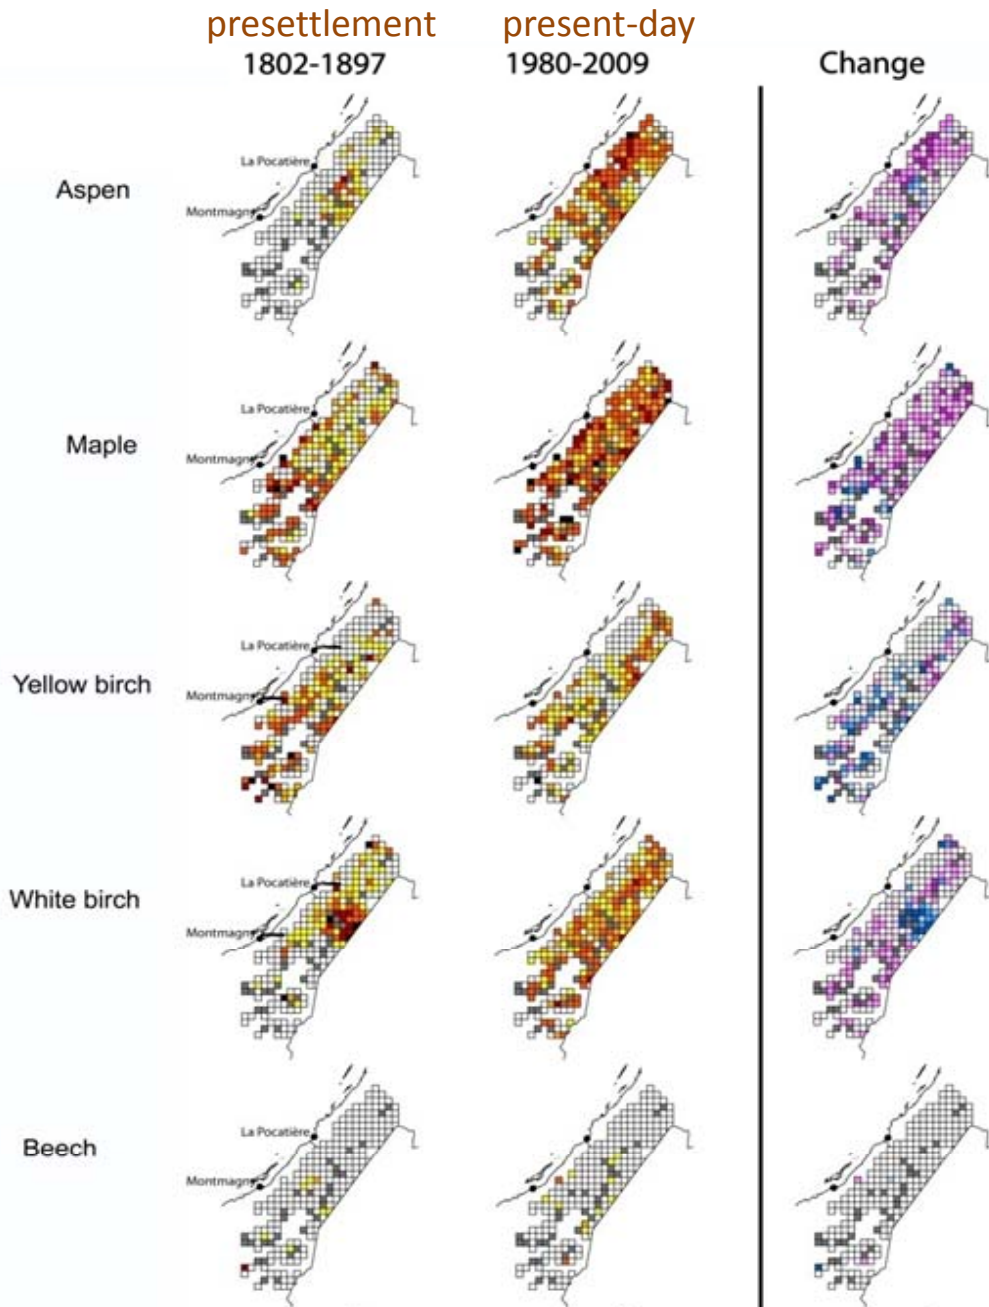 presettlement present-day
1802-1897 1980-2009 Change
Aspen
La Pocatière
Montmagny
Maple
La Pocatière
Montmagny
Yellow birch
La Pocatière
Montmagny
White birch
La Pocatière
Montmagny
Beech
La Pocatière
Montmagny